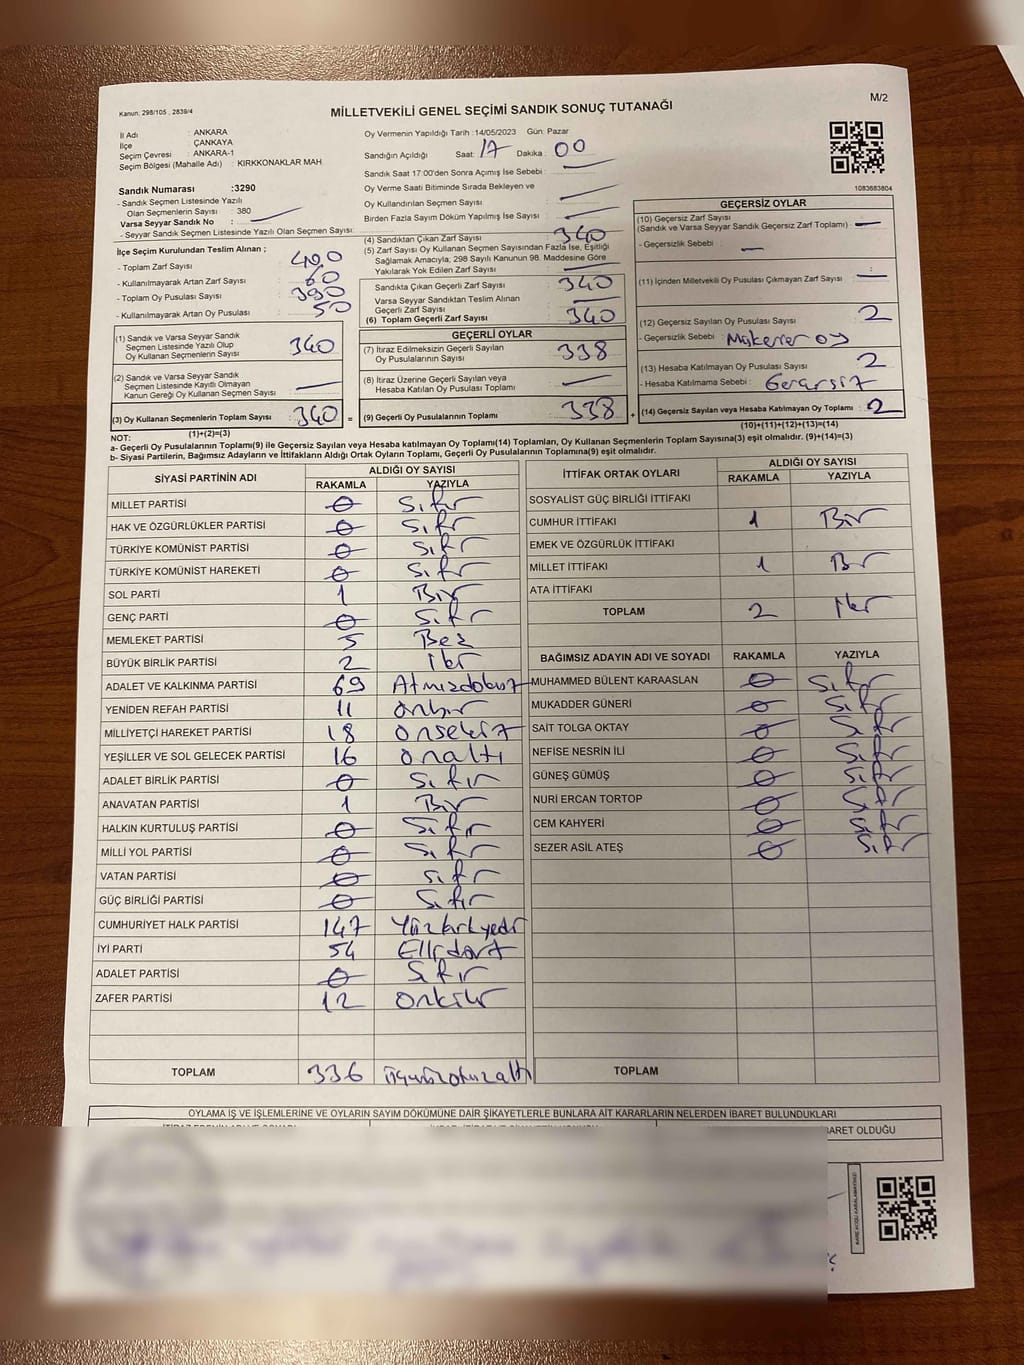 Kanun, 298/105 , 2839/4
MİLLETVEKİLİ GENEL SEÇİMİ SANDIK SONUÇ TUTANAĞI
M/2
İl Adı : ANKARA
İlçe : ÇANKAYA
Seçim Çevresi : ANKARA-1
Seçim Bölgesi (Mahalle Adı) : KIRKKONAKLAR MAH.
Sandık Numarası :3290
- Sandık Seçmen Listesinde Yazılı
Olan Seçmenlerin Sayısı : 380
Varsa Seyyar Sandık No :
- Seyyar Sandık Seçmen Listesinde Yazılı Olan Seçmen Sayısı:
Oy Vermenin Yapıldığı Tarih :14/05/2023 Gün: Pazar
Sandığın Açıldığı Saat: 17 Dakika : 00
Sandık Saat 17:00'den Sonra Açımış İse Sebebi :
Oy Verme Saati Bitiminde Sırada Bekleyen ve
Oy Kullandırılan Seçmen Sayısı :
Birden Fazla Sayım Döküm Yapılmış İse Sayısı :
1083683804
İlçe Seçim Kurulundan Teslim Alınan ;
- Toplam Zarf Sayısı : 400
- Kullanılmayarak Artan Zarf Sayısı : 60
- Toplam Oy Pusulası Sayısı : 390
- Kullanılmayarak Artan Oy Pusulası : 50
(1) Sandık ve Varsa Seyyar Sandık
Seçmen Listesinde Yazılı Olup
Oy Kullanan Seçmenlerin Sayısı : 340
(2) Sandık ve Varsa Seyyar Sandık
Seçmen Listesinde Kayıtlı Olmayan
Kanun Gereği Oy Kullanan Seçmen Sayısı :
(3) Oy Kullanan Seçmenlerin Toplam Sayısı : 340 =
(1)+(2)=(3)
(4) Sandıktan Çıkan Zarf Sayısı : 340
(5) Zarf Sayısı Oy Kullanan Seçmen Sayısından Fazla İse, Eşitliği
Sağlamak Amacıyla, 298 Sayılı Kanunun 98. Maddesine Göre
Yakılarak Yok Edilen Zarf Sayısı :
Sandıkta Çıkan Geçerli Zarf Sayısı : 340
Varsa Seyyar Sandıktan Teslim Alınan
Geçerli Zarf Sayısı :
(6) Toplam Geçerli Zarf Sayısı : 340
GEÇERLİ OYLAR
(7) İtiraz Edilmeksizin Geçerli Sayılan
Oy Pusulalarının Sayısı : 338
(8) İtiraz Üzerine Geçerli Sayılan veya
Hesaba Katılan Oy Pusulası Toplamı :
(9) Geçerli Oy Pusulalarının Toplamı : 338 +
GEÇERSİZ OYLAR
(10) Geçersiz Zarf Sayısı
(Sandık ve Varsa Seyyar Sandık Geçersiz Zarf Toplamı) :
- Geçersizlik Sebebi :
(11) İçinden Milletvekili Oy Pusulası Çıkmayan Zarf Sayısı :
(12) Geçersiz Sayılan Oy Pusulası Sayısı : 2
- Geçersizlik Sebebi : Mükerrer oy
(13) Hesaba Katılmayan Oy Pusulası Sayısı : 2
- Hesaba Katılmama Sebebi : Gerarsiz
(14) Geçersiz Sayılan veya Hesaba Katılmayan Oy Toplamı : 2
(10)+(11)+(12)+(13)=(14)
NOT:
a- Geçerli Oy Pusulalarının Toplamı(9) ile Geçersiz Sayılan veya Hesaba Katılmayan Oy Toplamı(14) Toplamları, Oy Kullanan Seçmenlerin Toplam Sayısına(3) eşit olmalıdır. (9)+(14)=(3)
b- Siyasi Partilerin, Bağımsız Adayların ve İttifakların Aldığı Ortak Oyların Toplamı, Geçerli Oy Pusulalarının Toplamına(9) eşit olmalıdır.
SİYASİ PARTİNİN ADI ALDIĞI OY SAYISI
RAKAMLA YAZIYLA
MİLLET PARTİSİ 0 Sıfır
HAK VE ÖZGÜRLÜKLER PARTİSİ 0 Sıfır
TÜRKİYE KOMÜNİST PARTİSİ 0 Sıfır
TÜRKİYE KOMÜNİST HAREKETİ 0 Sıfır
SOL PARTİ 1 Bir
GENÇ PARTİ 0 Sıfır
MEMLEKET PARTİSİ 5 Beş
BÜYÜK BİRLİK PARTİSİ 2 iki
ADALET VE KALKINMA PARTİSİ 69 Atmışdokuz
YENİDEN REFAH PARTİSİ 11 onbir
MİLLİYETÇİ HAREKET PARTİSİ 18 onsekiz
YEŞİLLER VE SOL GELECEK PARTİSİ 16 onaltı
ADALET BİRLİK PARTİSİ 0 Sıfır
ANAVATAN PARTİSİ 1 Bir
HALKIN KURTULUŞ PARTİSİ 0 Sıfır
MİLLİ YOL PARTİSİ 0 Sıfır
VATAN PARTİSİ 0 Sıfır
GÜÇ BİRLİĞİ PARTİSİ 0 Sıfır
CUMHURİYET HALK PARTİSİ 147 Yüzkırkyedi
İYİ PARTİ 54 Ellidört
ADALET PARTİSİ 0 Sıfır
ZAFER PARTİSİ 12 oniki
TOPLAM 336 üçyüzotuzaltı
İTTİFAK ORTAK OYLARI ALDIĞI OY SAYISI
RAKAMLA YAZIYLA
SOSYALİST GÜÇ BİRLİĞİ İTTİFAKI
CUMHUR İTTİFAKI 1 Bir
EMEK VE ÖZGÜRLÜK İTTİFAKI
MİLLET İTTİFAKI 1 Bir
ATA İTTİFAKI
TOPLAM 2 iki
BAĞIMSIZ ADAYIN ADI VE SOYADI RAKAMLA YAZIYLA
MUHAMMED BÜLENT KARAASLAN 0 Sıfır
MUKADDER GÜNERİ 0 Sıfır
SAİT TOLGA OKTAY 0 Sıfır
NEFİSE NESRİN İLİ 0 Sıfır
GÜNEŞ GÜMÜŞ 0 Sıfır
NURİ ERCAN TORTOP 0 Sıfır
CEM KAHYERİ 0 Sıfır
SEZER ASİL ATEŞ 0 Sıfır
TOPLAM
OYLAMA İŞ VE İŞLEMLERİNE VE OYLARIN SAYIM DÖKÜMÜNE DAİR ŞİKAYETLERLE BUNLARA AİT KARARLARIN NELERDEN İBARET BULUNDUKLARI
BARET OLDUĞU